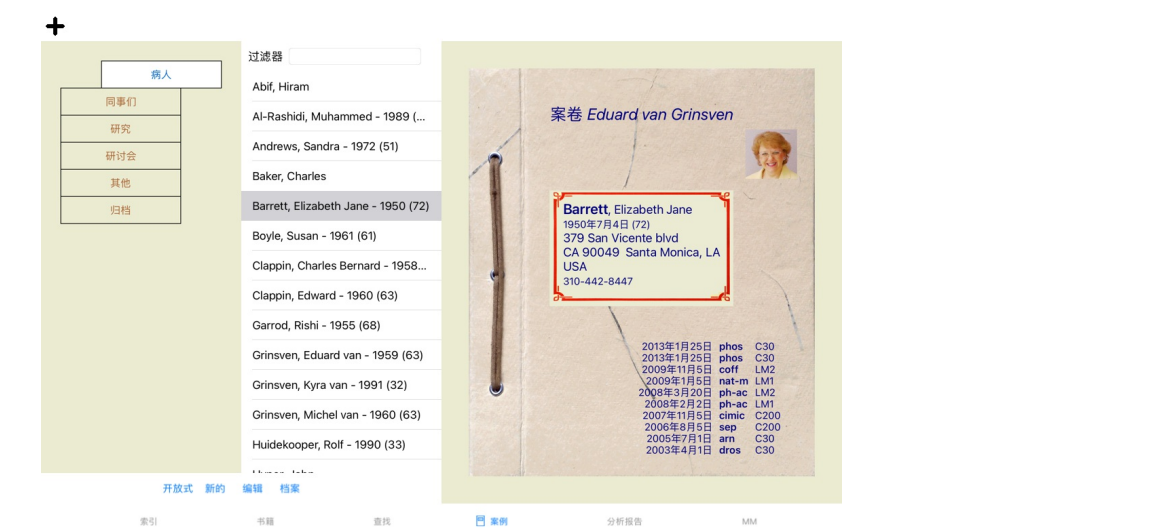 病人
同事们
研究
研讨会
其他
归档
过滤器
Abif, Hiram
Al-Rashidi, Muhammed - 1989 (...
Andrews, Sandra - 1972 (51)
Baker, Charles
Barrett, Elizabeth Jane - 1950 (72)
Boyle, Susan - 1961 (61)
Clappin, Charles Bernard - 1958...
Clappin, Edward - 1960 (63)
Garrod, Rishi - 1955 (68)
Grinsven, Eduard van - 1959 (63)
Grinsven, Kyra van - 1991 (32)
Grinsven, Michel van - 1960 (63)
Huidekooper, Rolf - 1990 (33)
案卷 Eduard van Grinsven
Barrett, Elizabeth Jane
1950年7月4日 (72)
379 San Vicente blvd
CA 90049 Santa Monica, LA
USA
310-442-8447
2013年1月25日 phos C30
2013年1月25日 phos C30
2009年11月5日 coff LM2
2009年1月5日 nat-m LM1
2008年3月20日 ph-ac LM2
2008年2月2日 ph-ac LM1
2007年11月5日 cimic C200
2006年8月5日 sep C200
2005年7月1日 arn C30
2003年4月1日 dros C30
开放式 新的 编辑 档案
索引 书籍 查找 案例 分析报告 MM